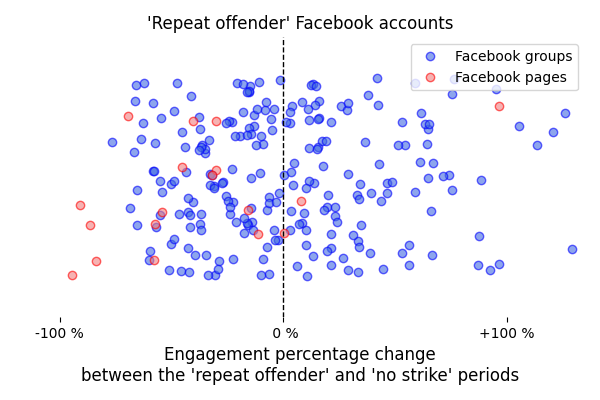 'Repeat offender' Facebook accounts
Facebook groups
Facebook pages
-100 %
0 %
+100 %
Engagement percentage change
between the 'repeat offender' and 'no strike' periods